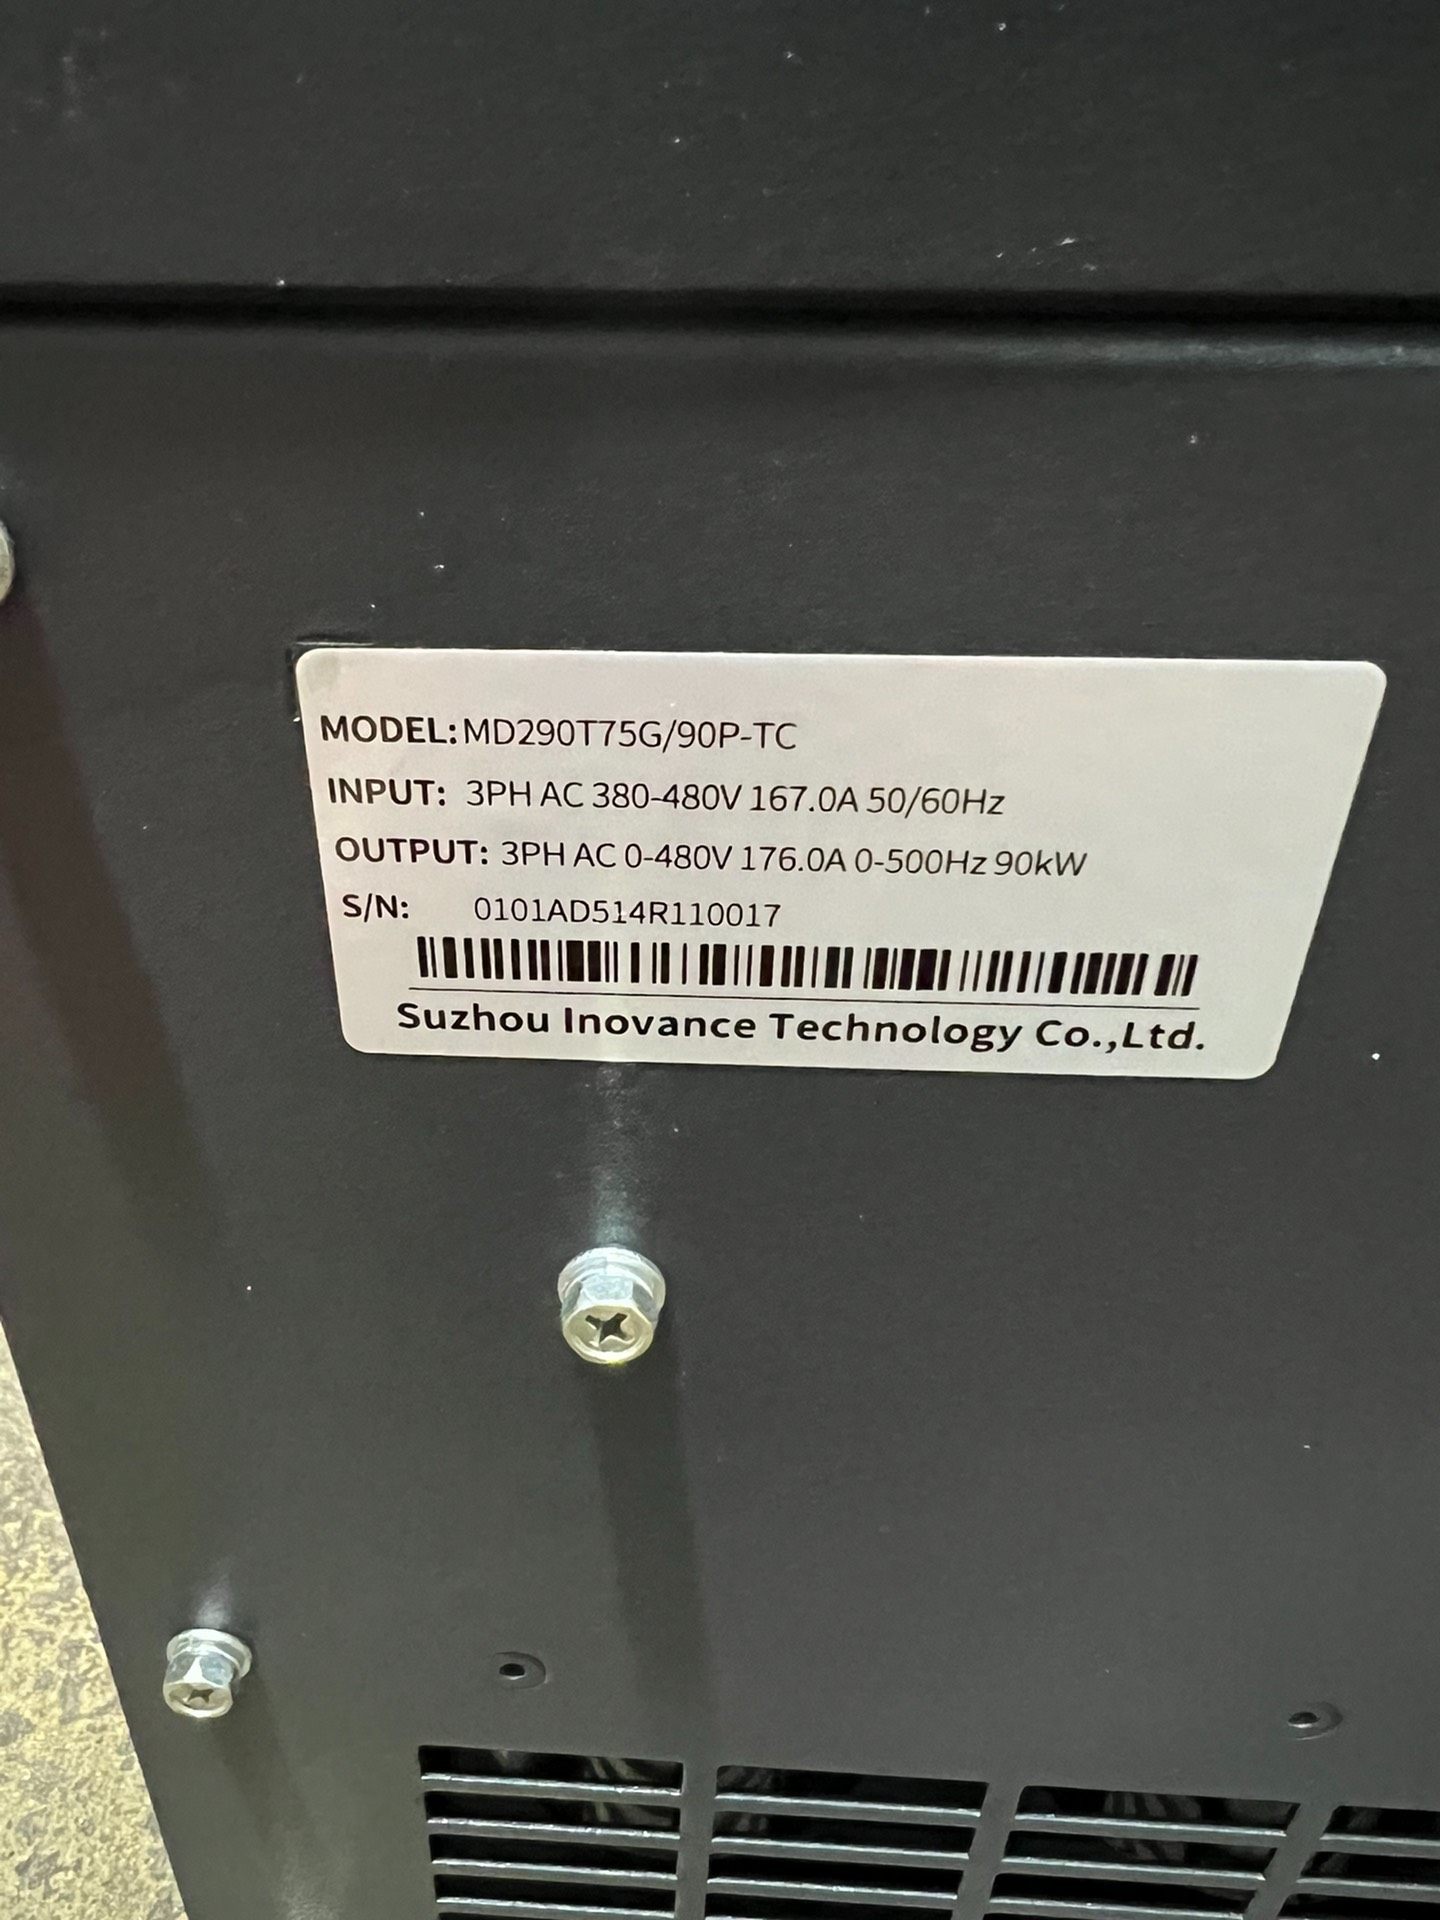 MODEL: MD290T75G/90P-TC
INPUT: 3PH AC 380-480V 167.0A 50/60Hz
OUTPUT: 3PH AC 0-480V 176.0A 0-500Hz 90kW
S/N: 0101AD514R110017
Suzhou Inovance Technology Co.,Ltd.